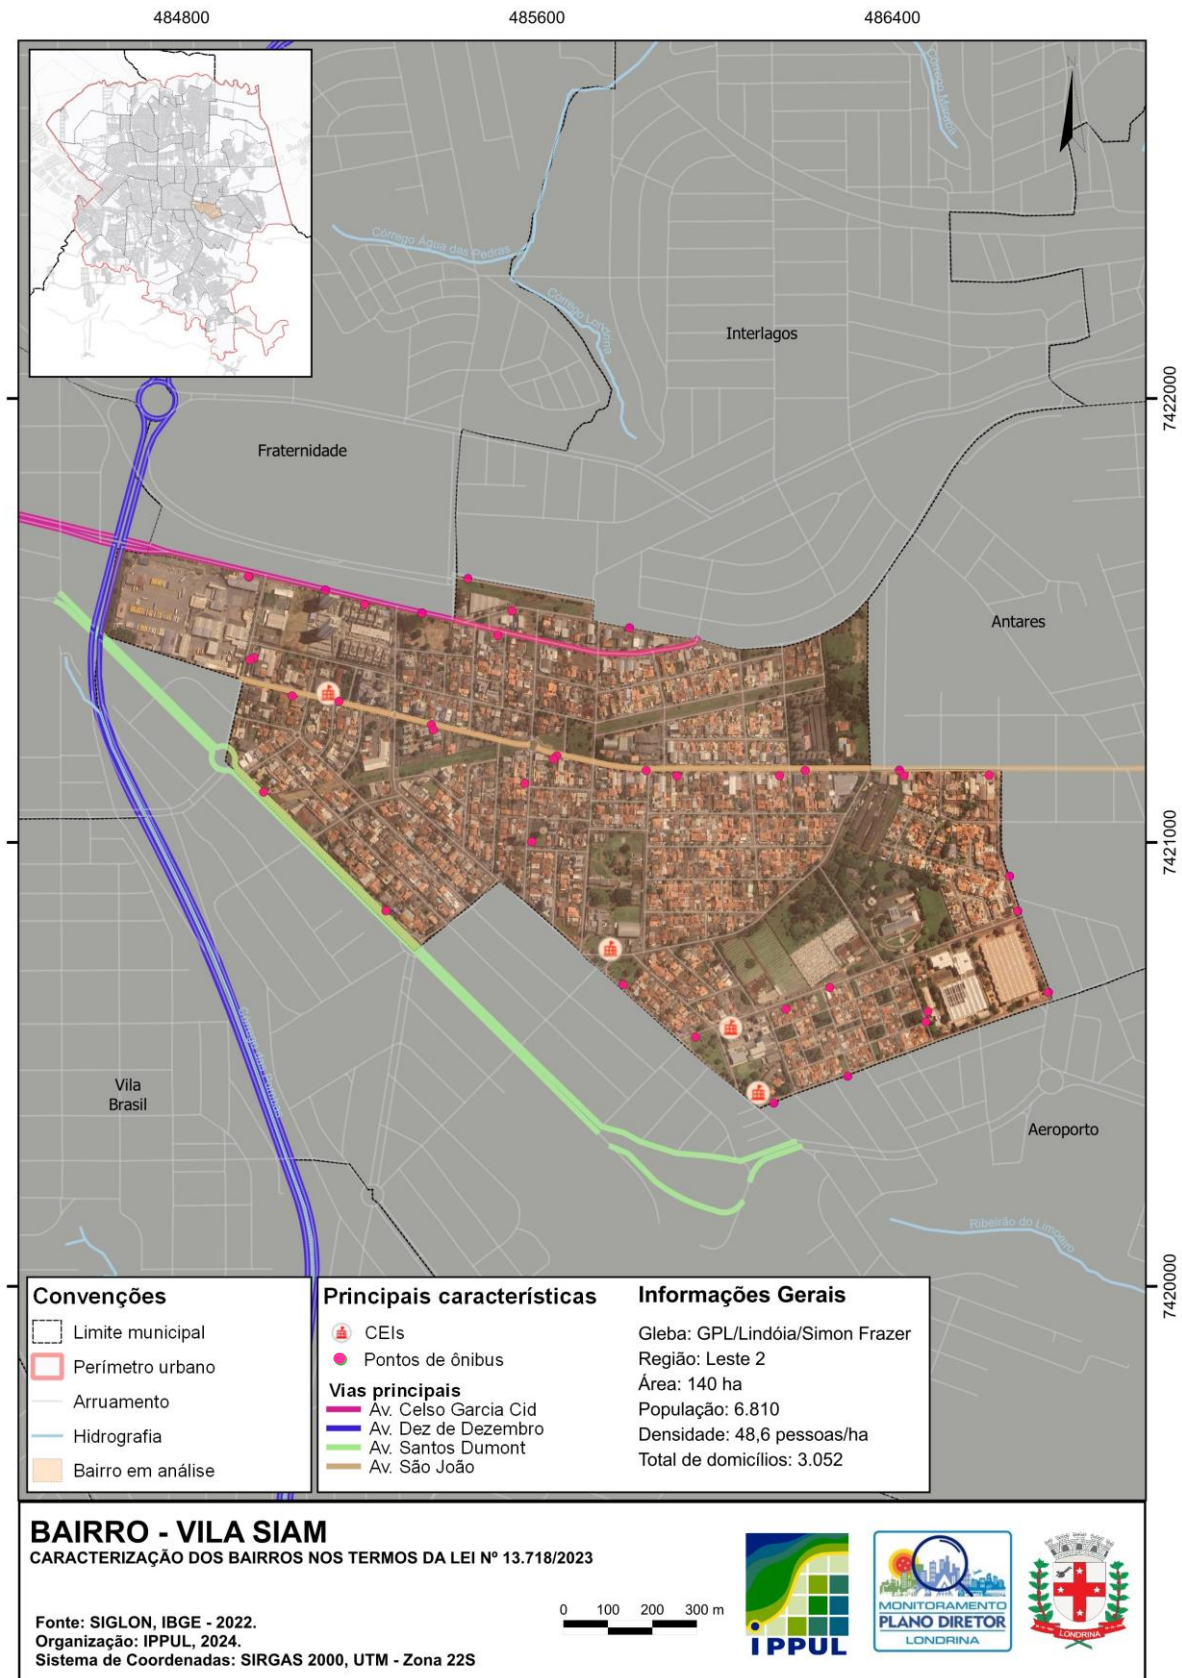 484800
485600
486400
Córrego Água das Pedras
Córrego Londrina
Interlagos
7422000
Fraternidade
Antares
7421000
Vila
Brasil
Aeroporto
Ribeirão do Limoeiro
7420000
Convenções
Limite municipal
Perímetro urbano
Arruamento
Hidrografia
Bairro em análise
Principais característicos
CEIs
Pontos de ônibus
Vias principais
Av. Celso Garcia Cid
Av. Dez de Dezembro
Av. Santos Dumont
Av. São João
Informações Gerais
Gleba: GPL/Lindóia/Simon Frazer
Região: Leste 2
Área: 140 ha
População: 6.810
Densidade: 48,6 pessoas/ha
Total de domicílios: 3.052
BAIRRO - VILA SIAM
CARACTERIZAÇÃO DOS BAIRROS NOS TERMOS DA LEI Nº 13.718/2023
Fonte: SIGLON, IBGE - 2022.
Organização: IPPUL, 2024.
Sistema de Coordenadas: SIRGAS 2000, UTM - Zona 22S
0 100 200 300 m
IPPUL
MONITORAMENTO
PLANO DIRETOR
LONDRINA
LONDRINA